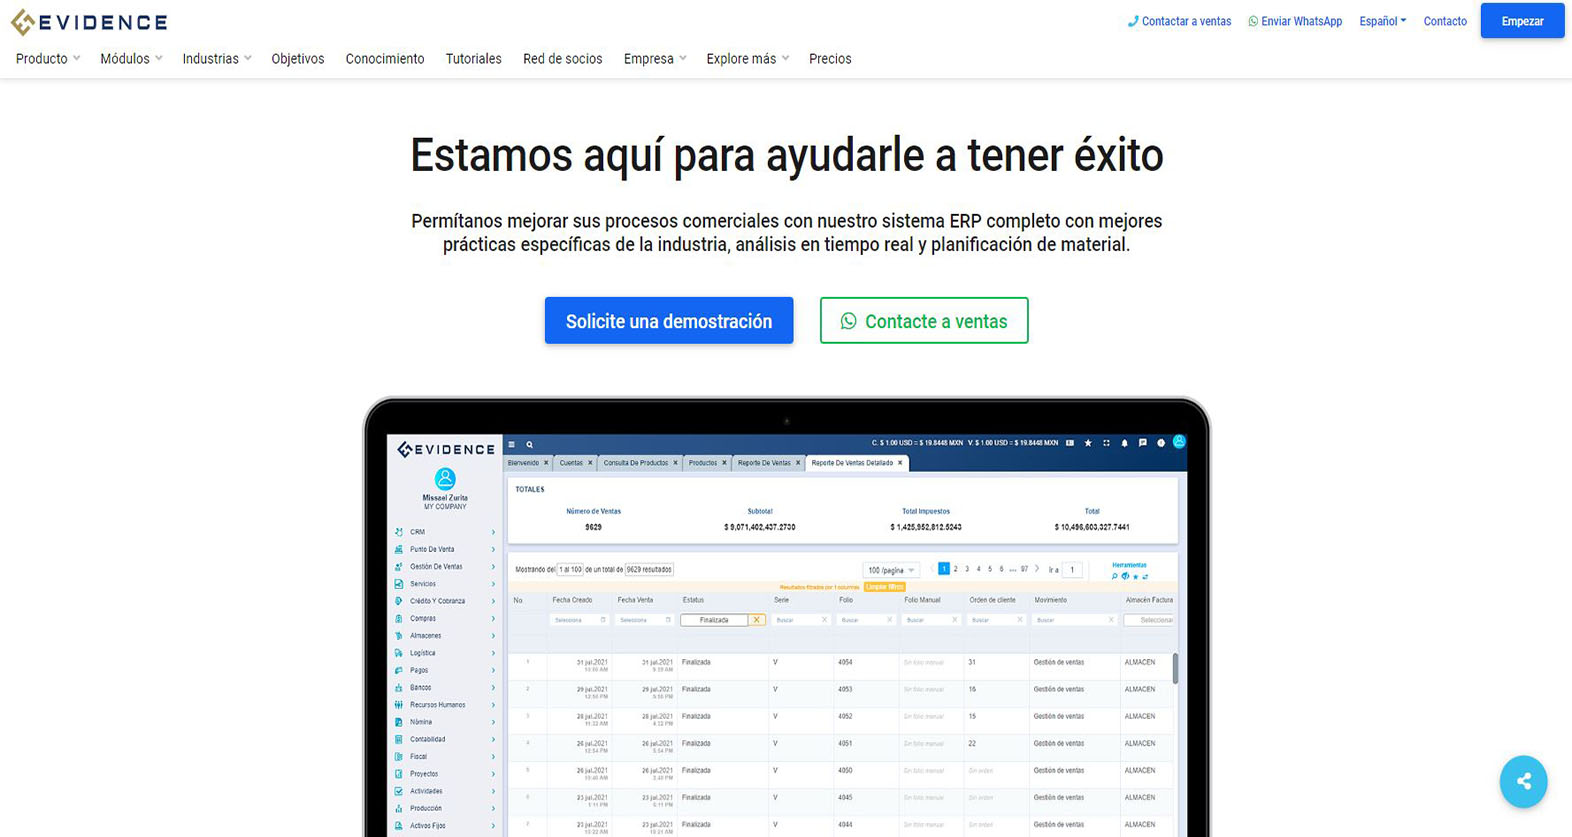 EVIDENCE
Contactar a ventas
Enviar WhatsApp
Español
Contacto
Empezar
Producto
Módulos
Industrias
Objetivos
Conocimiento
Tutoriales
Red de socios
Empresa
Explore más
Precios
Estamos aquí para ayudarle a tener éxito
Permítanos mejorar sus procesos comerciales con nuestro sistema ERP completo con mejores
prácticas específicas de la industria, análisis en tiempo real y planificación de material.
Solicite una demostración
Contacte a ventas
EVIDENCE
C. $ 1.00 USD = $ 19.8448 MXN V. $ 1.00 USD = $ 19.8448 MXN
Bienvenido
Cuentas
Consulta De Productos
Productos
Reporte De Ventas
Reporte De Ventas Detallado
Missael Zurita
MY COMPANY
CRM
Punto De Venta
Gestión De Ventas
Servicios
Crédito Y Cobranza
Compras
Almacenes
Logística
Pagos
Bancos
Recursos Humanos
Nómina
Contabilidad
Fiscal
Proyectos
Actividades
Producción
Activos Fijos
TOTALES
Número de Ventas Subtotal Total Impuestos Total
9629 $ 9,071,402,437.2730 $ 1,425,952,812.5243 $ 10,496,603,327.7441
Mostrando del 1 al 100 de un total de 9629 resultados
100 /pagina
1 2 3 4 5 6 ... 97
Ir a 1
Herramientas
Resultados filtrados por 1 columnas Limpiar filtros
No. Fecha Creado Fecha Venta Estatus Serie Folio Folio Manual Orden de cliente Movimiento Almacén Factura
Selecciona Selecciona Finalizada Buscar Buscar Buscar Buscar Buscar Seleccionar
1 31 jul.2021 31 jul.2021 Finalizada V 4054 Sin folio manual 31 Gestión de ventas ALMACEN
2 29 jul.2021 29 jul.2021 Finalizada V 4053 Sin folio manual 16 Gestión de ventas ALMACEN
3 28 jul.2021 28 jul.2021 Finalizada V 4052 Sin folio manual 15 Gestión de ventas ALMACEN
4 26 jul.2021 26 jul.2021 Finalizada V 4051 Sin folio manual 22 Gestión de ventas ALMACEN
5 26 jul.2021 26 jul.2021 Finalizada V 4050 Sin folio manual Sin orden Gestión de ventas ALMACEN
6 23 jul.2021 23 jul.2021 Finalizada V 4045 Sin folio manual Sin orden Gestión de ventas ALMACEN
7 22 jul.2021 22 jul.2021 Finalizada V 4044 Sin folio manual Sin orden Gestión de ventas ALMACEN